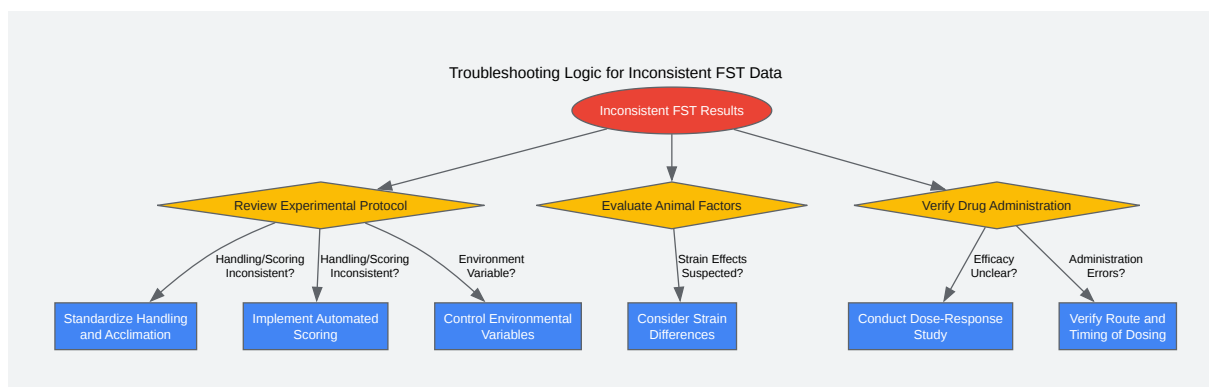 Troubleshooting Logic for Inconsistent FST Data
Inconsistent FST Results
Review Experimental Protocol
Evaluate Animal Factors
Verify Drug Administration
Handling/Scoring
Inconsistent?
Handling/Scoring
Inconsistent?
Environment
Variable?
Strain Effects
Suspected?
Efficacy
Unclear?
Administration
Errors?
Standardize Handling
and Acclimation
Implement Automated
Scoring
Control Environmental
Variables
Consider Strain
Differences
Conduct Dose-Response
Study
Verify Route and
Timing of Dosing